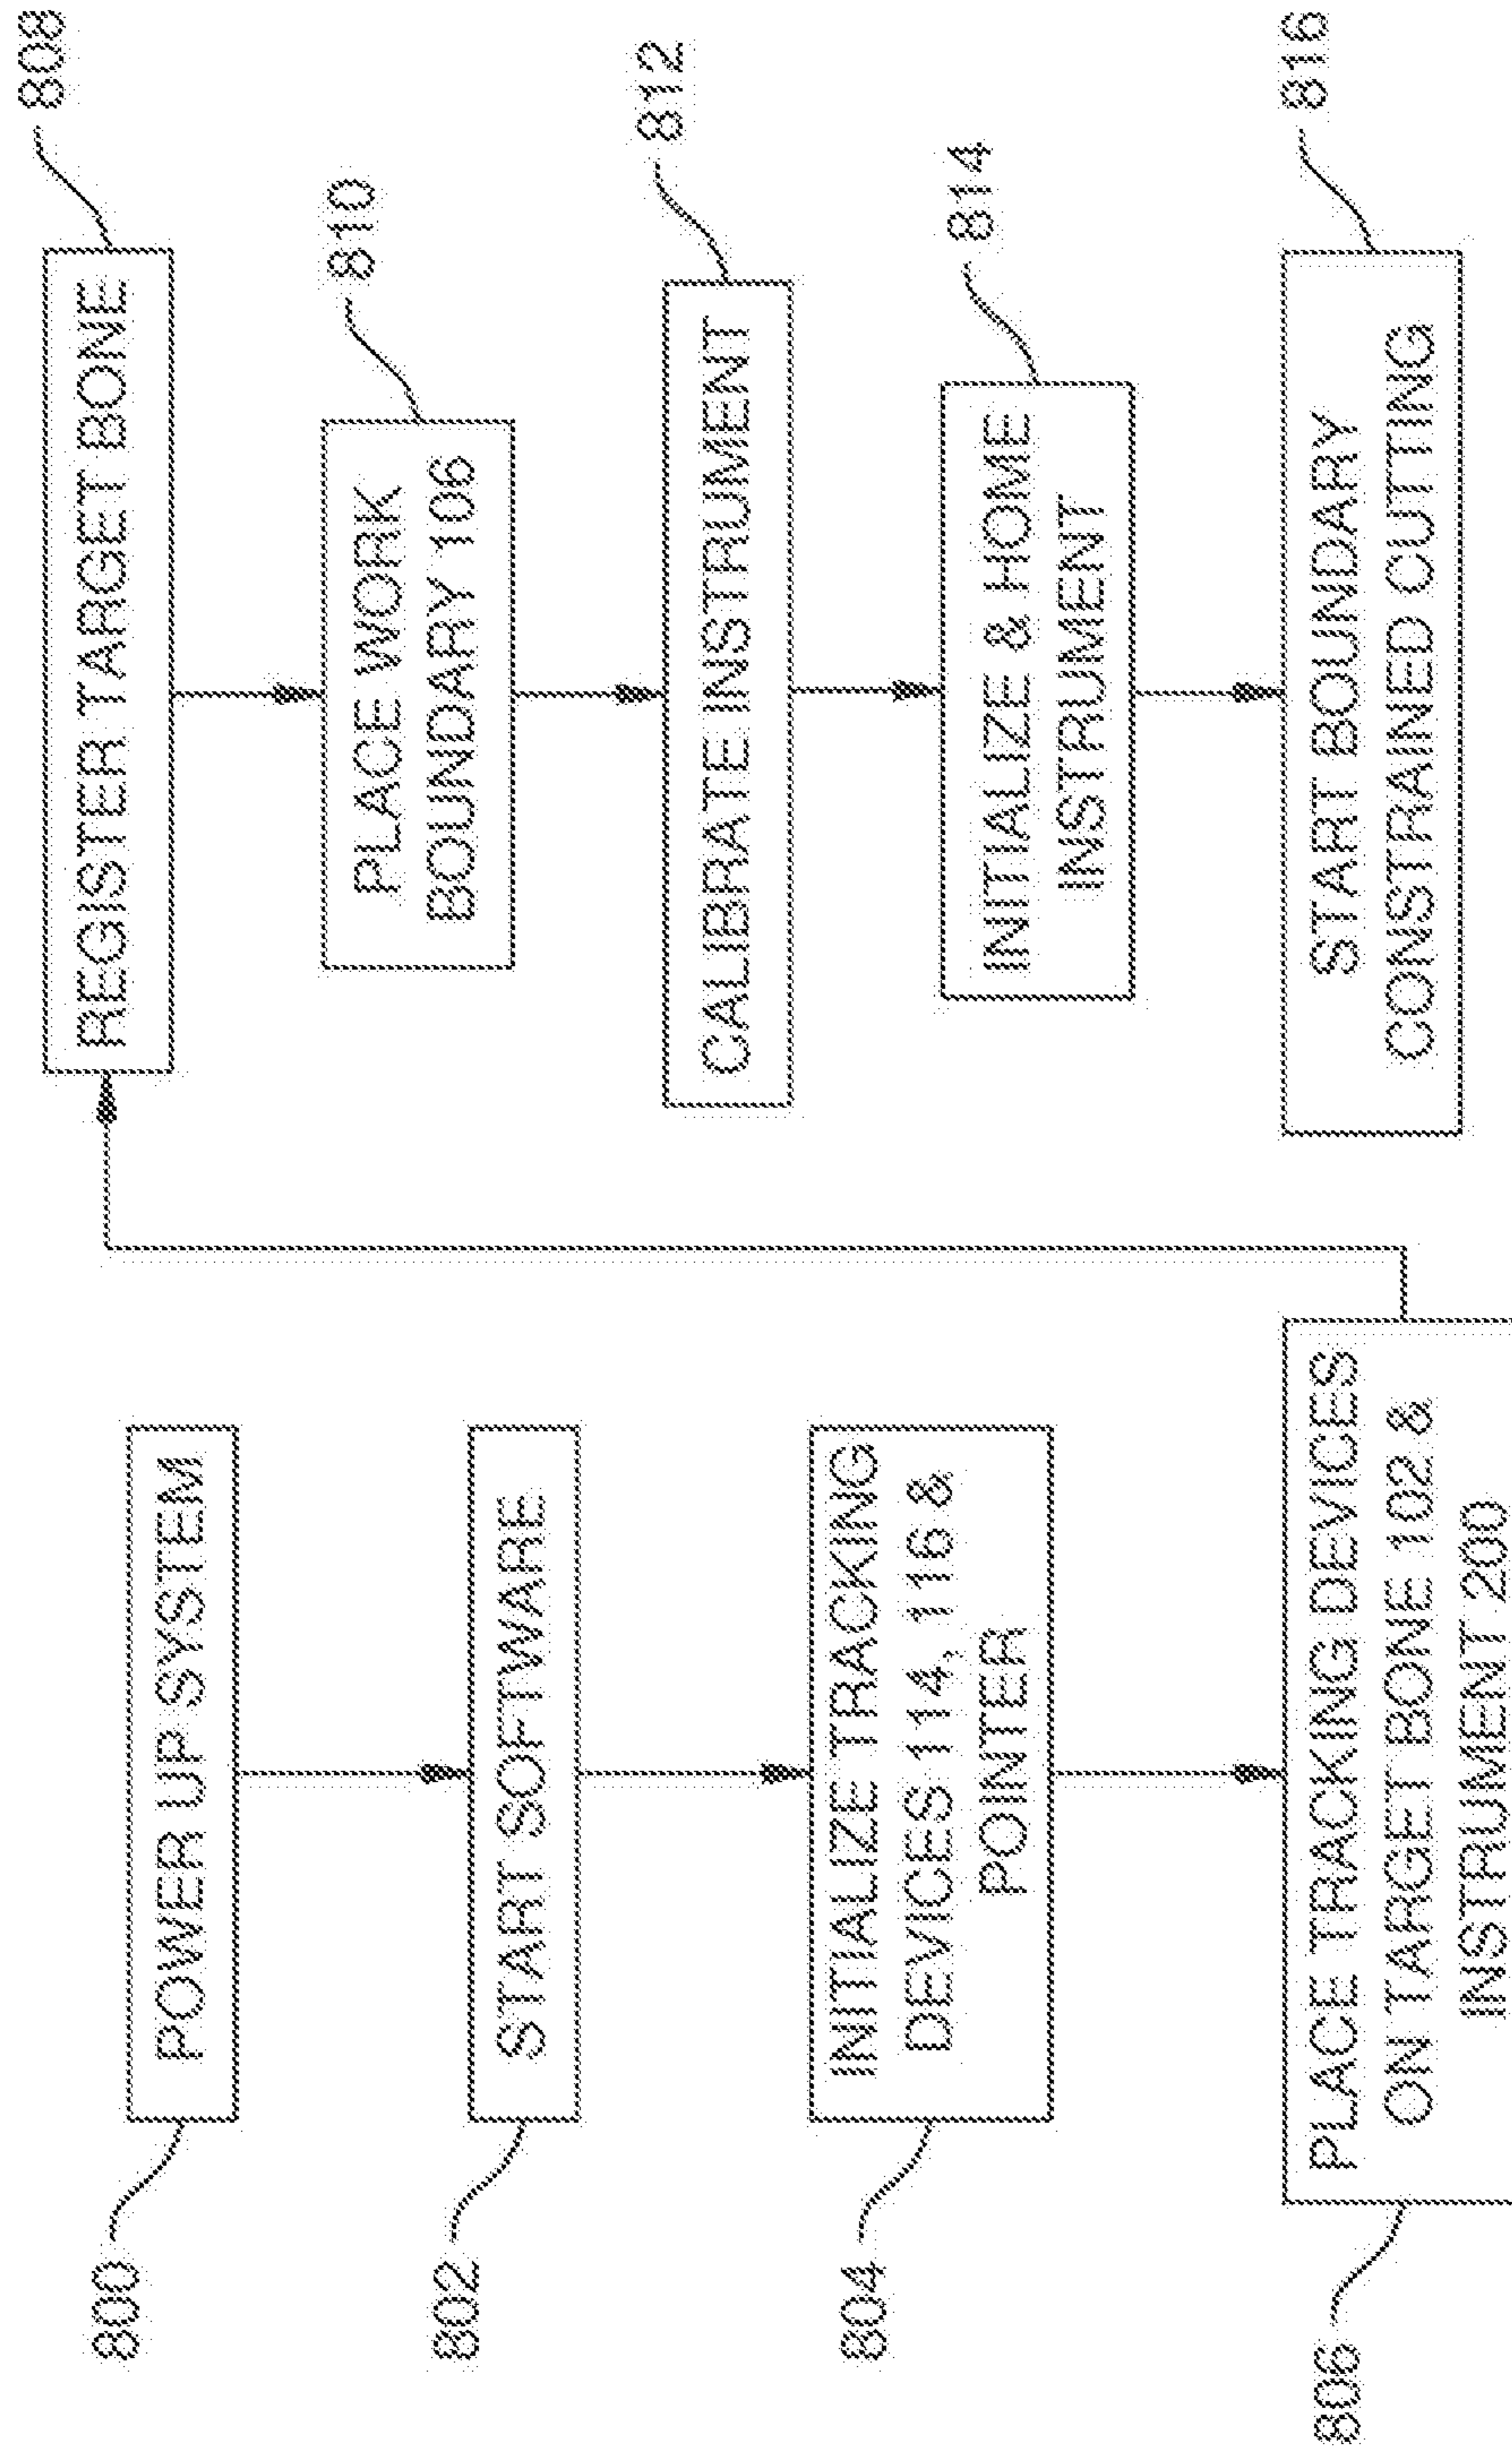 800
POWER UP SYSTEM
802
START SOFTWARE
804
INITIALIZE TRACKING
DEVICES 114, 116 &
POINTER
806
PLACE TRACKING DEVICES
ON TARGET BONE 102 &
INSTRUMENT 200
808
REGISTER TARGET BONE
810
PLACE WORK
BOUNDARY 106
812
CALIBRATE INSTRUMENT
814
INITIALIZE & HOME
INSTRUMENT
816
START BOUNDARY
CONSTRAINED CUTTING